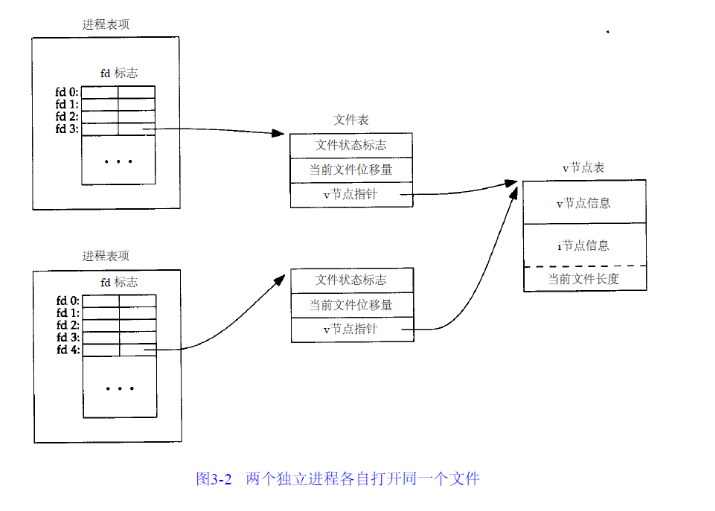 进程表项
fd 标志
fd 0:
fd 1:
fd 2:
fd 3:
文件表
文件状态标志
当前文件位移量
v节点指针
v节点表
v节点信息
i节点信息
当前文件长度
进程表项
fd 标志
fd 0:
fd 1:
fd 2:
fd 3:
fd 4:
文件状态标志
当前文件位移量
v节点指针
图3-2 两个独立进程各自打开同一个文件